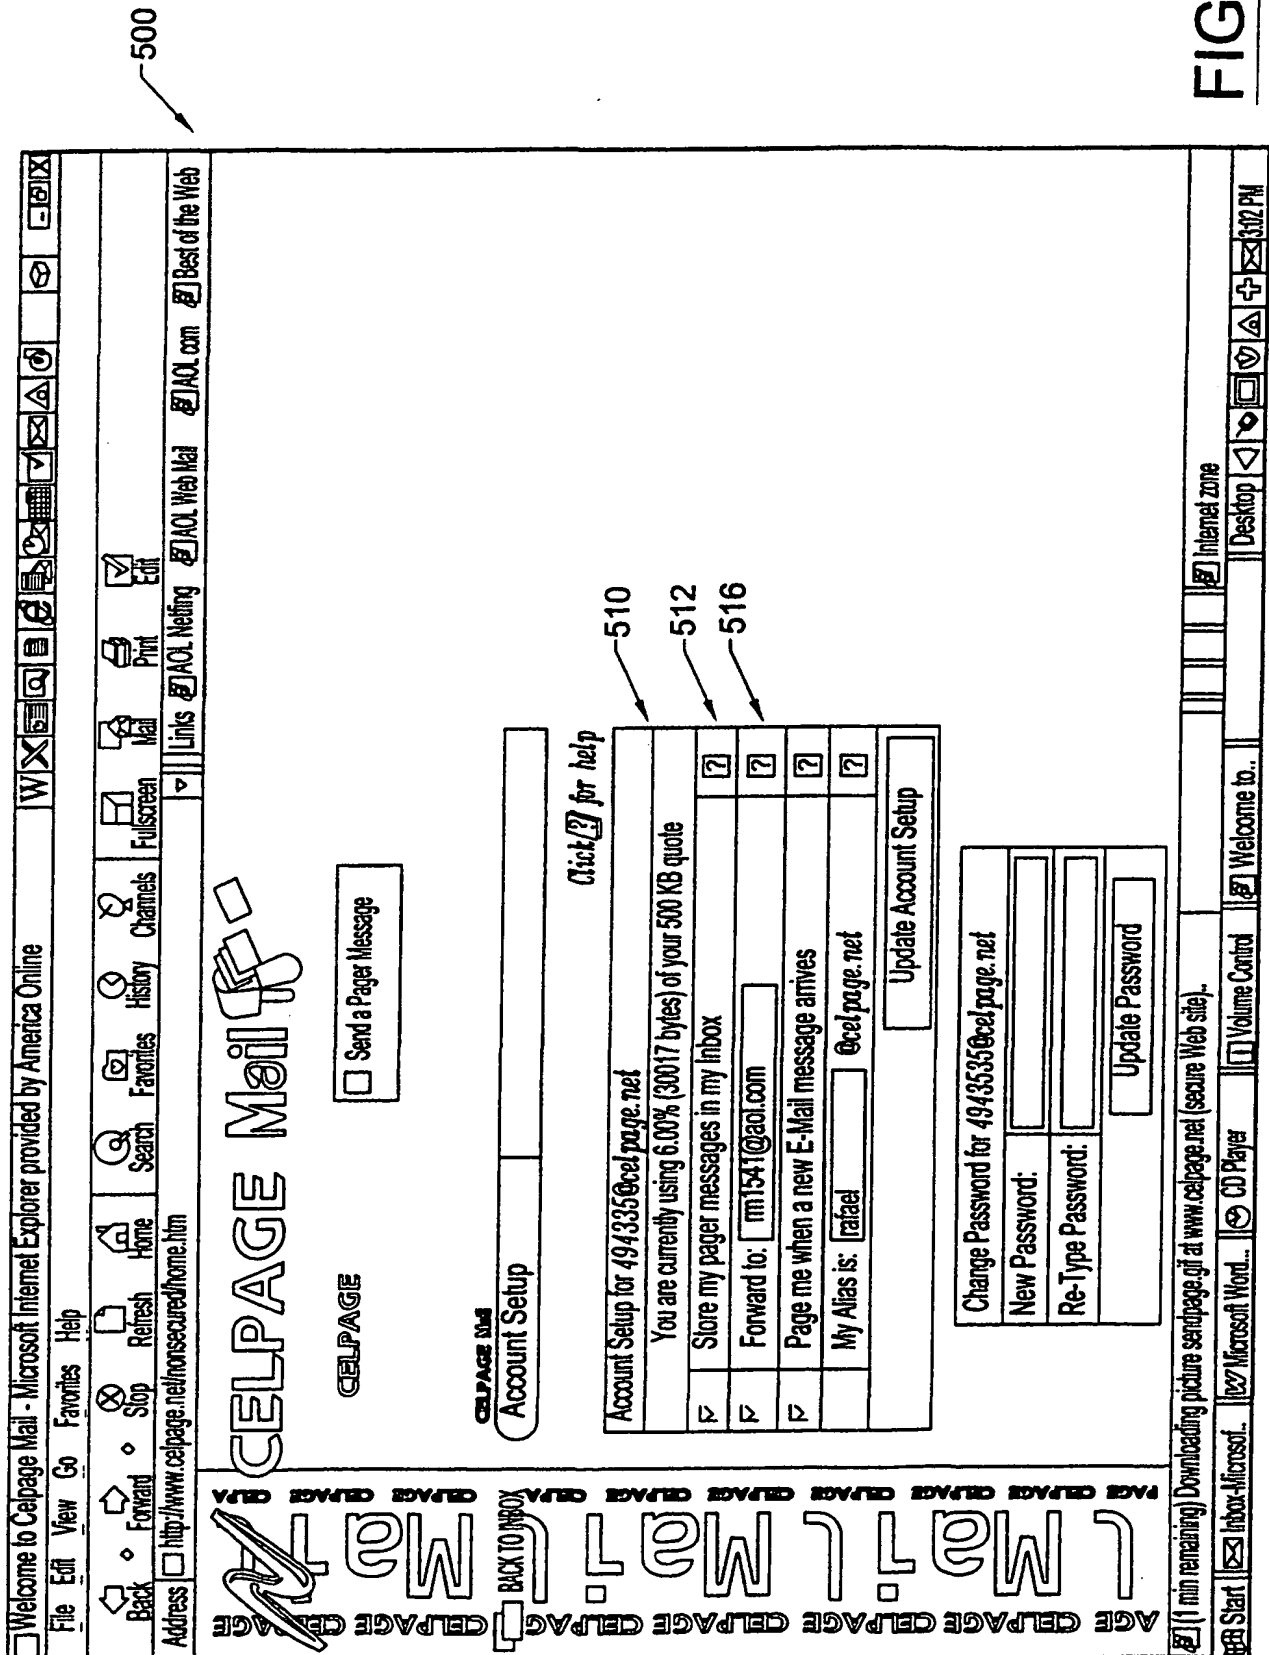 Welcome to Celpage Mail - Microsoft Internet Explorer provided by America Online
File Edit View Go Favorites Help
Back Forward Stop Refresh Home Search Favorites History Channels Fullscreen Mail Print Edit
Address http://www.celpage.net/nonsecured/home.htm Links AOL Netfing AOL Web Mail AOL com Best of the Web
500
CELPAGE Mail
CELPAGE
Send a Pager Message
BACK TO INBOX
CELPAGE Mail
Account Setup
Click [?] for help
Account Setup for 494335@celpage.net
510
You are currently using 6.00% (30017 bytes) of your 500 KB quote
Store my pager messages in my Inbox [?]
512
Forward to: rm1541@aol.com [?]
516
Page me when a new E-Mail message arrives [?]
My Alias is: rafael @celpage.net [?]
Update Account Setup
Change Password for 4943535@celpage.net
New Password:
Re-Type Password:
Update Password
(1 min remaining) Downloading picture sendpage.gif at www.celpage.net (secure Web site)..
Internet zone
Start Inbox-Microsof.. Microsoft Word... CD Player Volume Control Welcome to.. Desktop 3:02 PM
FIG